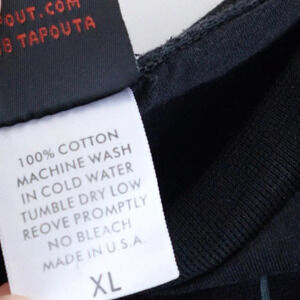 POUT.COM
TAPOUTA
100% COTTON
MACHINE WASH
IN COLD WATER
TUMBLE DRY LOW
REOVE PROMPTLY
NO BLEACH
MADE IN U.S.A.
XL